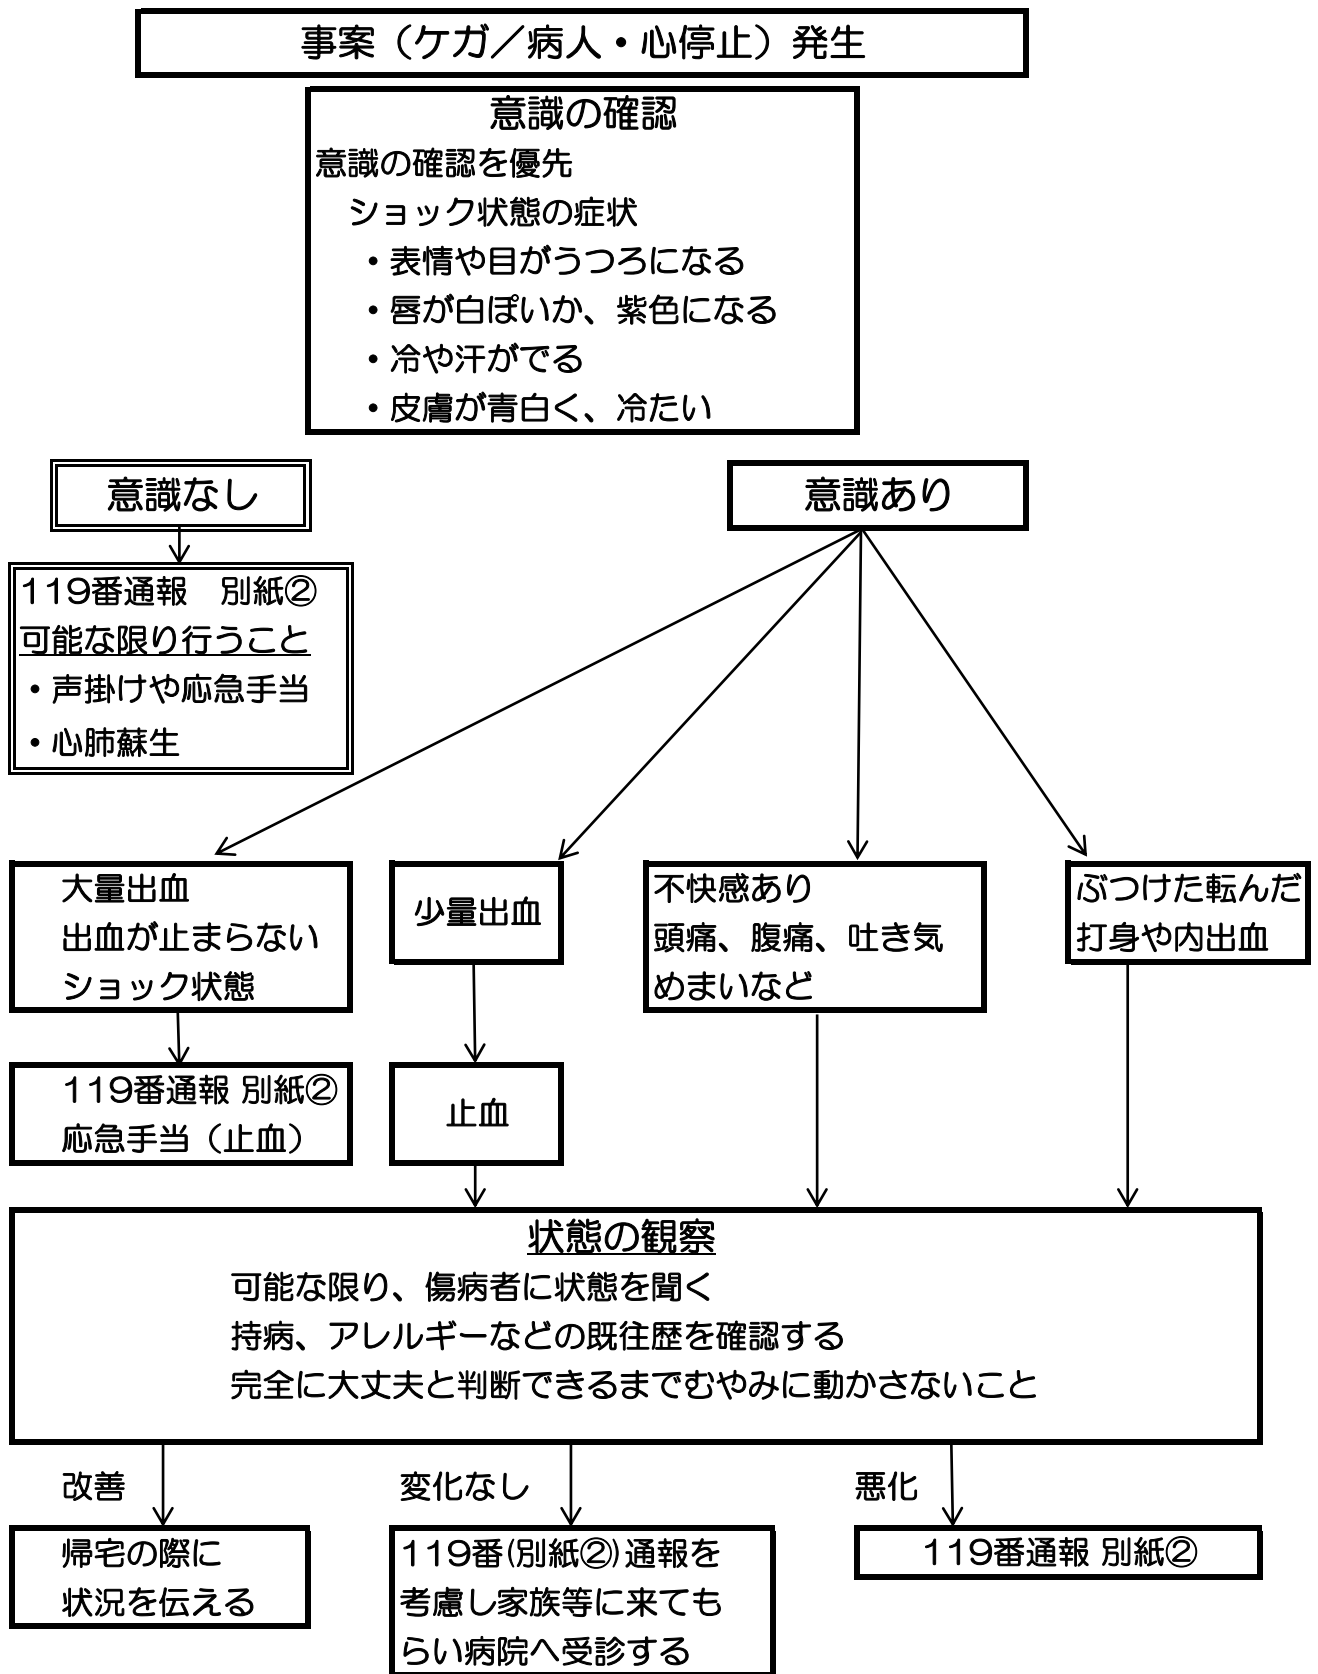 事案（ケガ／病人・心停止）発生
意識の確認
意識の確認を優先
ショック状態の症状
・表情や目がうつろになる
・唇が白ぽいか、紫色になる
・冷や汗がでる
・皮膚が青白く、冷たい
意識なし
意識あり
119番通報　別紙②
可能な限り行うこと
・声掛けや応急手当
・心肺蘇生
大量出血
出血が止まらない
ショック状態
少量出血
不快感あり
頭痛、腹痛、吐き気
めまいなど
ぶつけた転んだ
打身や内出血
119番通報 別紙②
応急手当（止血）
止血
状態の観察
可能な限り、傷病者に状態を聞く
持病、アレルギーなどの既往歴を確認する
完全に大丈夫と判断できるまでむやみに動かさないこと
改善
変化なし
悪化
帰宅の際に
状況を伝える
119番(別紙②)通報を
考慮し家族等に来ても
らい病院へ受診する
119番通報 別紙②